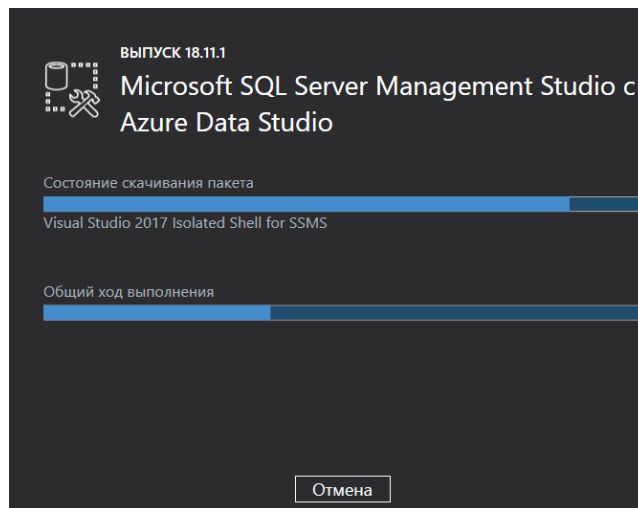 ВЫПУСК 18.11.1
Microsoft SQL Server Management Studio с
Azure Data Studio
Состояние скачивания пакета
Visual Studio 2017 Isolated Shell for SSMS
Общий ход выполнения
Отмена